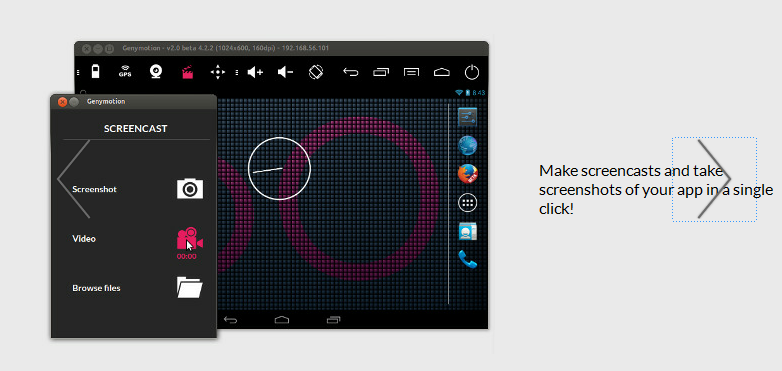 Genymotion - v2.0 beta 4.2.2 (1024x600, 160dpi) - 192.168.56.101
GPS
8:43
Genymotion
SCREENCAST
Screenshot
Video
00:00
Browse files
Make screencasts and take
screenshots of your app in a single
click!